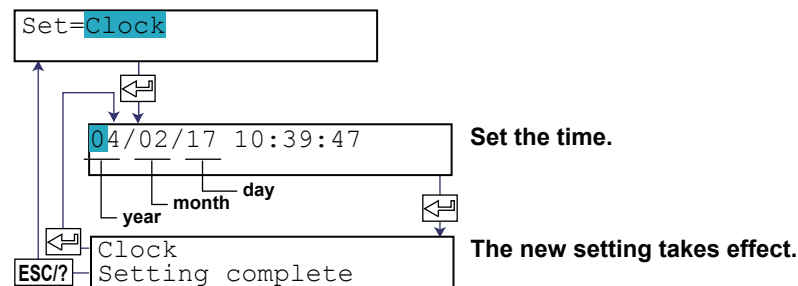 Set=Clock
04/02/17 10:39:47
Set the time.
day
month
year
Clock
The new setting takes effect.
ESC/?
Setting complete